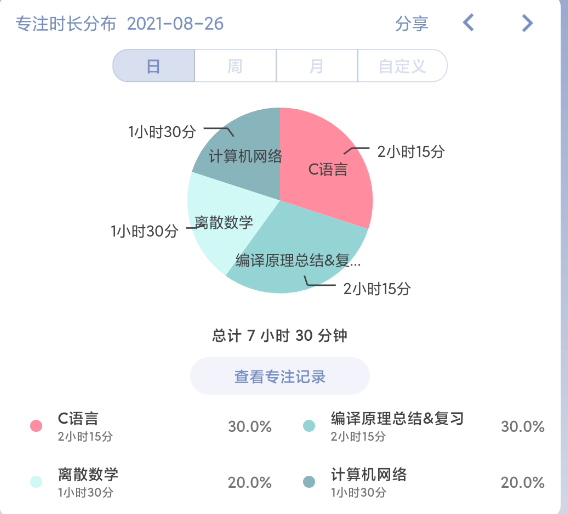 专注时长分布 2021-08-26 分享
日 周 月 自定义
1小时30分
2小时15分
计算机网络
C语言
离散数学
1小时30分
编译原理总结&复...
2小时15分
总计 7 小时 30 分钟
查看专注记录
C语言 30.0% 编译原理总结&复习 30.0%
2小时15分 2小时15分
离散数学 20.0% 计算机网络 20.0%
1小时30分 1小时30分